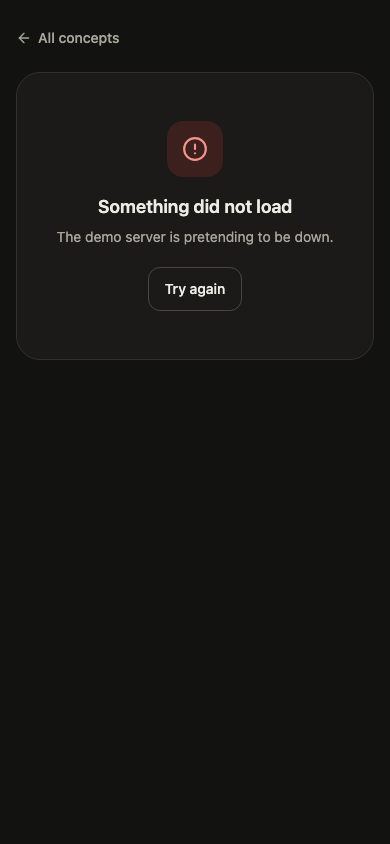 All concepts
Something did not load
The demo server is pretending to be down.
Try again